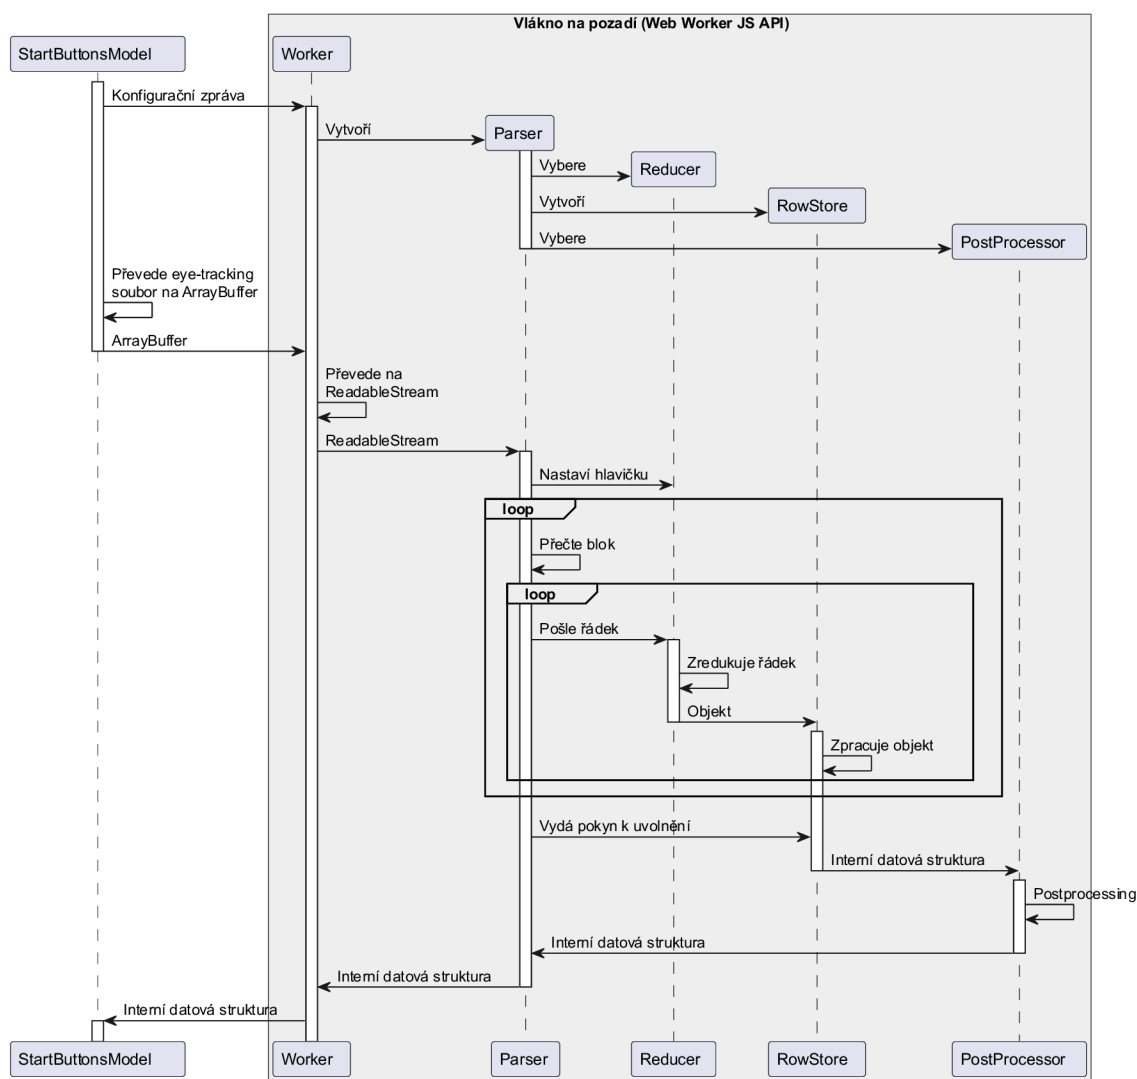 Vlákno na pozadí (Web Worker JS API)
StartButtonsModel
Worker
Konfigurační zpráva
Vytvoří
Parser
Vybere
Reducer
Vytvoří
RowStore
Vybere
PostProcessor
Převede eye-tracking
soubor na ArrayBuffer
ArrayBuffer
Převede na
ReadableStream
ReadableStream
Nastaví hlavičku
loop
Přečte blok
loop
Pošle řádek
Zredukuje řádek
Objekt
Zpracuje objekt
Vydá pokyn k uvolnění
Interní datová struktura
Postprocessing
Interní datová struktura
Interní datová struktura
Interní datová struktura
StartButtonsModel
Worker
Parser
Reducer
RowStore
PostProcessor